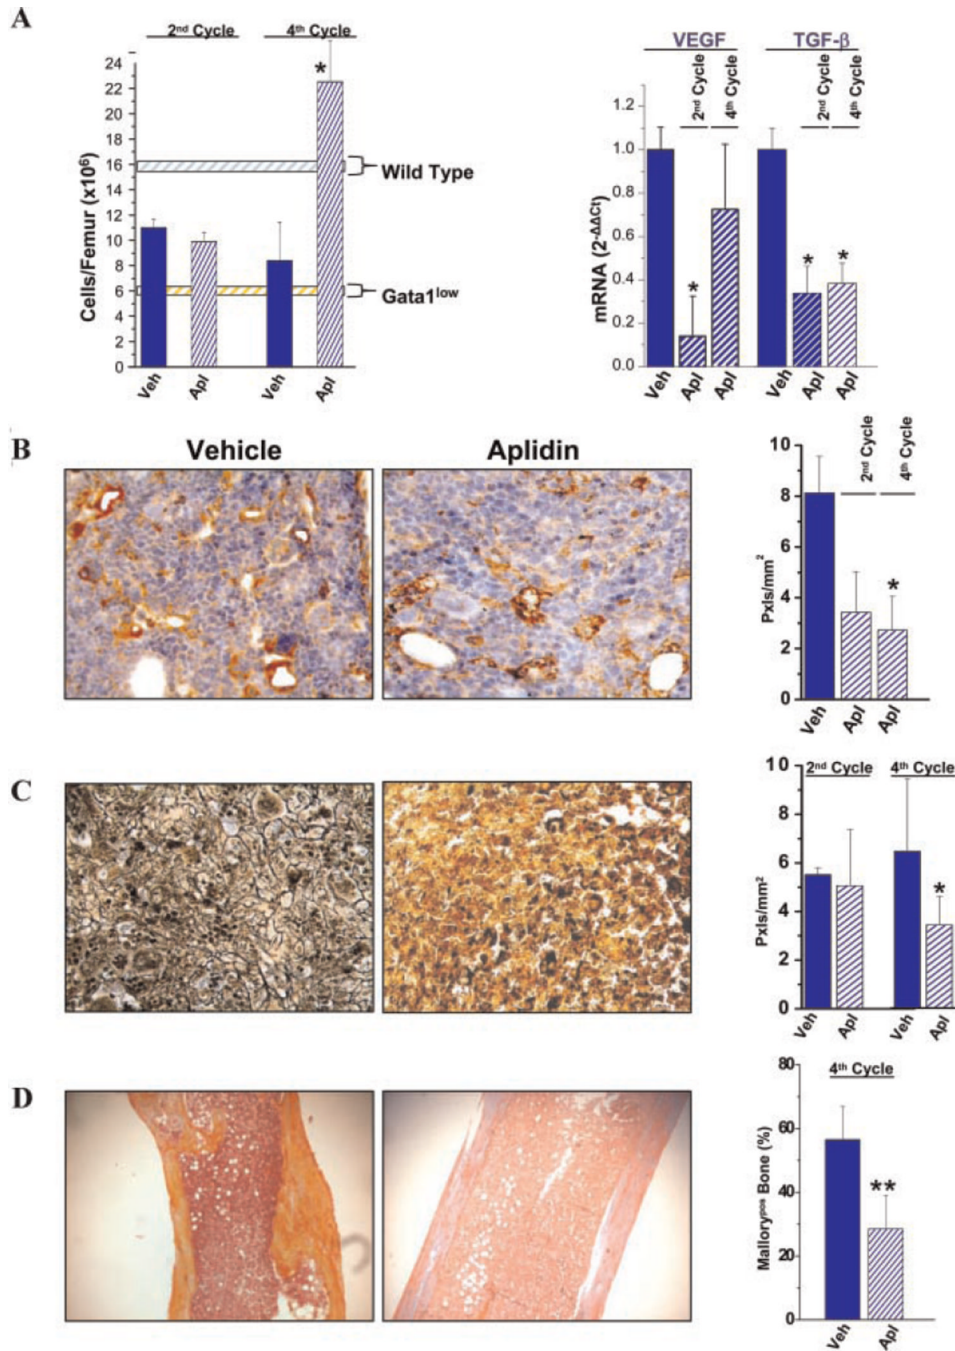 A
2nd Cycle 4th Cycle
24
22
20
18
16
14
12
10
8
6
4
2
0
Cells/Femur (x10⁶)
*
Wild Type
Gata1low
Veh Apl Veh Apl
VEGF TGF-β
2nd Cycle 4th Cycle 2nd Cycle 4th Cycle
1.2
1.0
0.8
0.6
0.4
0.2
0.0
mRNA (2-ΔΔCt)
* * *
Veh Apl Apl Veh Apl Apl
B
Vehicle Aplidin
2nd Cycle 4th Cycle
10
8
6
4
2
0
Pxls/mm²
*
Veh Apl Apl
C
2nd Cycle 4th Cycle
10
8
6
4
2
0
Pxls/mm²
*
Veh Apl Veh Apl
D
4th Cycle
80
60
40
20
0
Mallorypos Bone (%)
**
Veh Apl